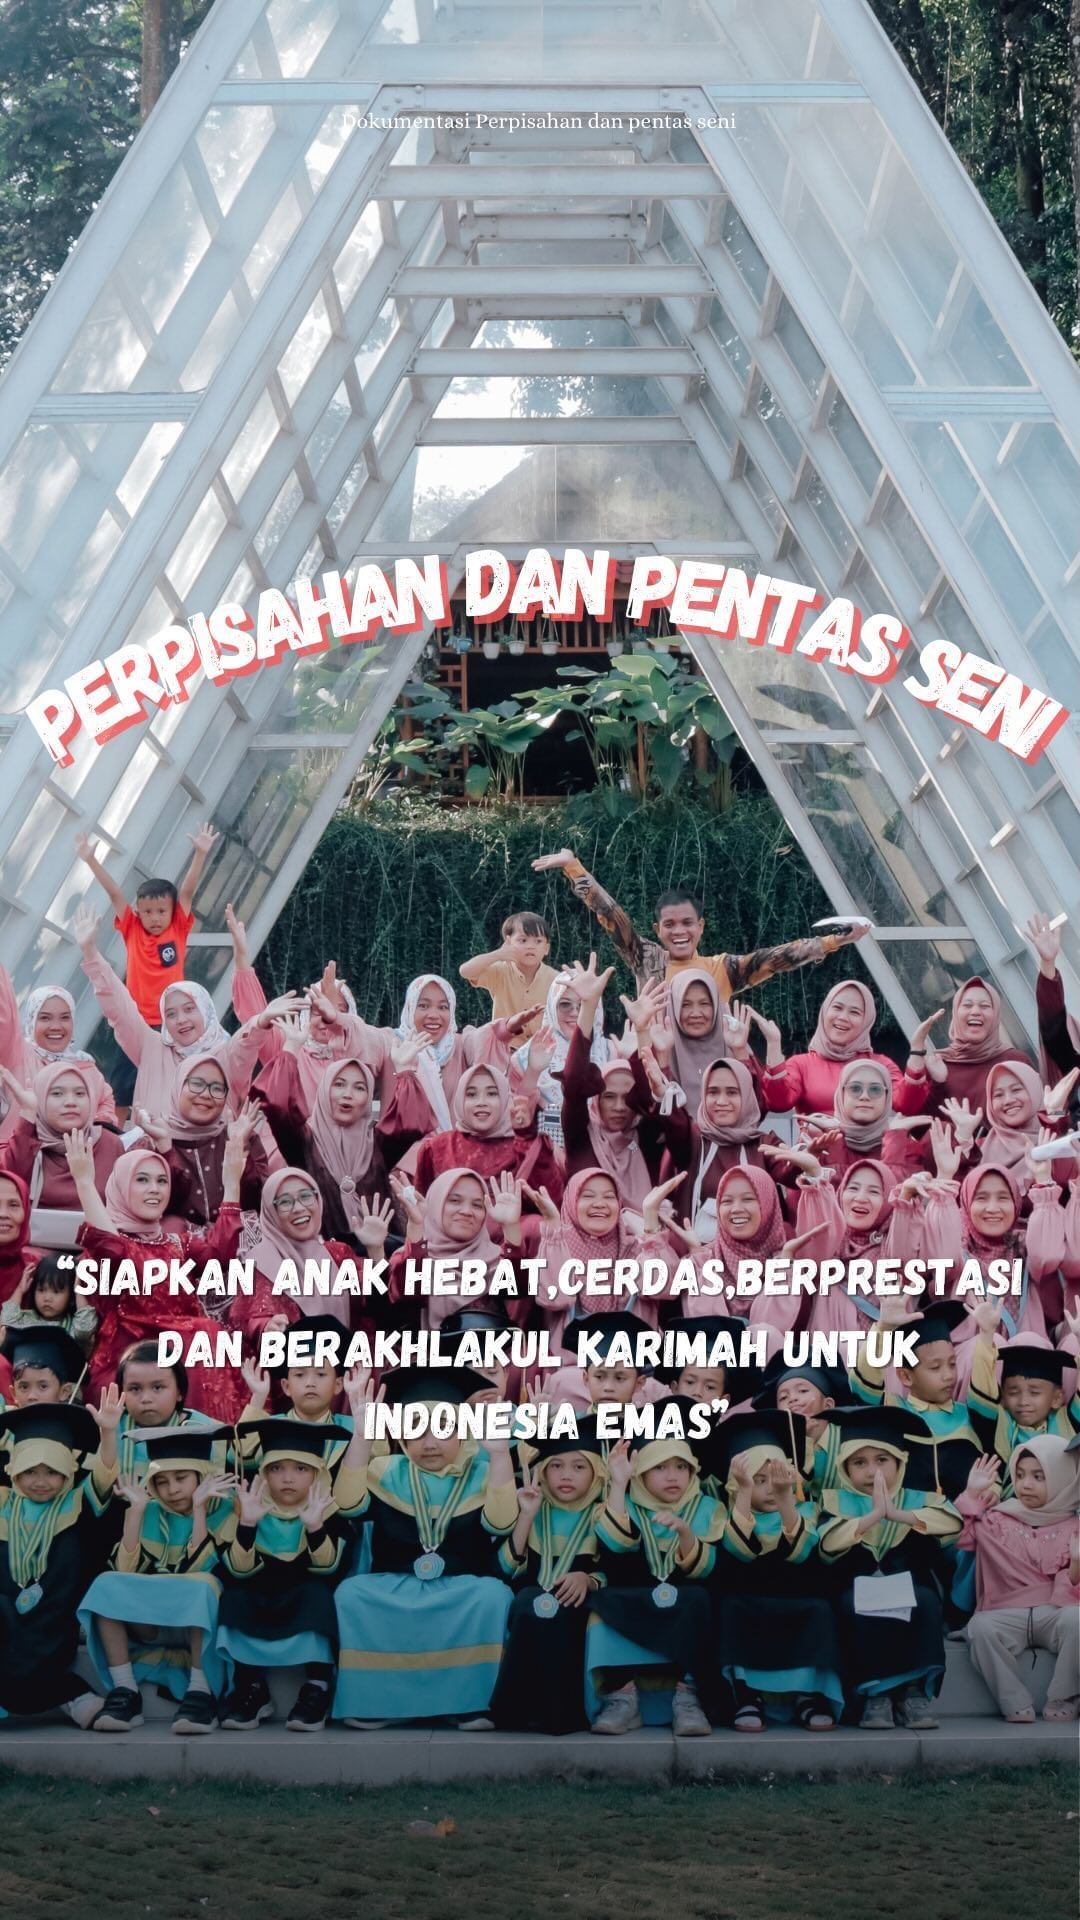 Dokumentasi Perpisahan dan pentas seni
PERPISAHAN DAN PENTAS SENI
“SIAPKAN ANAK HEBAT,CERDAS,BERPRESTASI
DAN BERAKHLAKUL KARIMAH UNTUK
INDONESIA EMAS”